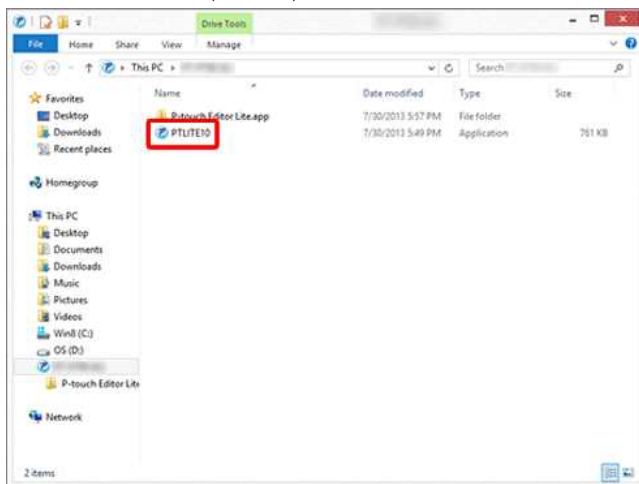 Drive Tools
File Home Share View Manage
This PC
Search
Name Date modified Type Size
P-touch Editor Lite.app 7/30/2013 5:57 PM File folder
PTLITE10 7/30/2013 5:49 PM Application 761 KB
Favorites
Desktop
Downloads
Recent places
Homegroup
This PC
Desktop
Documents
Downloads
Music
Pictures
Videos
Win8 (C:)
OS (D:)
P-touch Editor Lite
Network
2 items